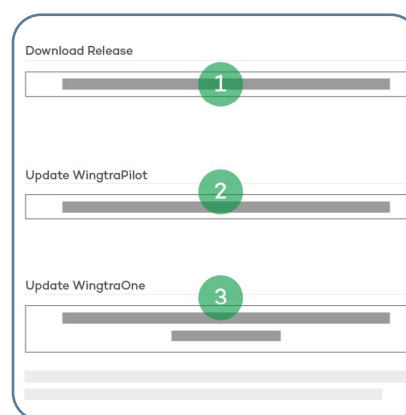 Download Release
1
Update WingtraPilot
2
Update WingtraOne
3